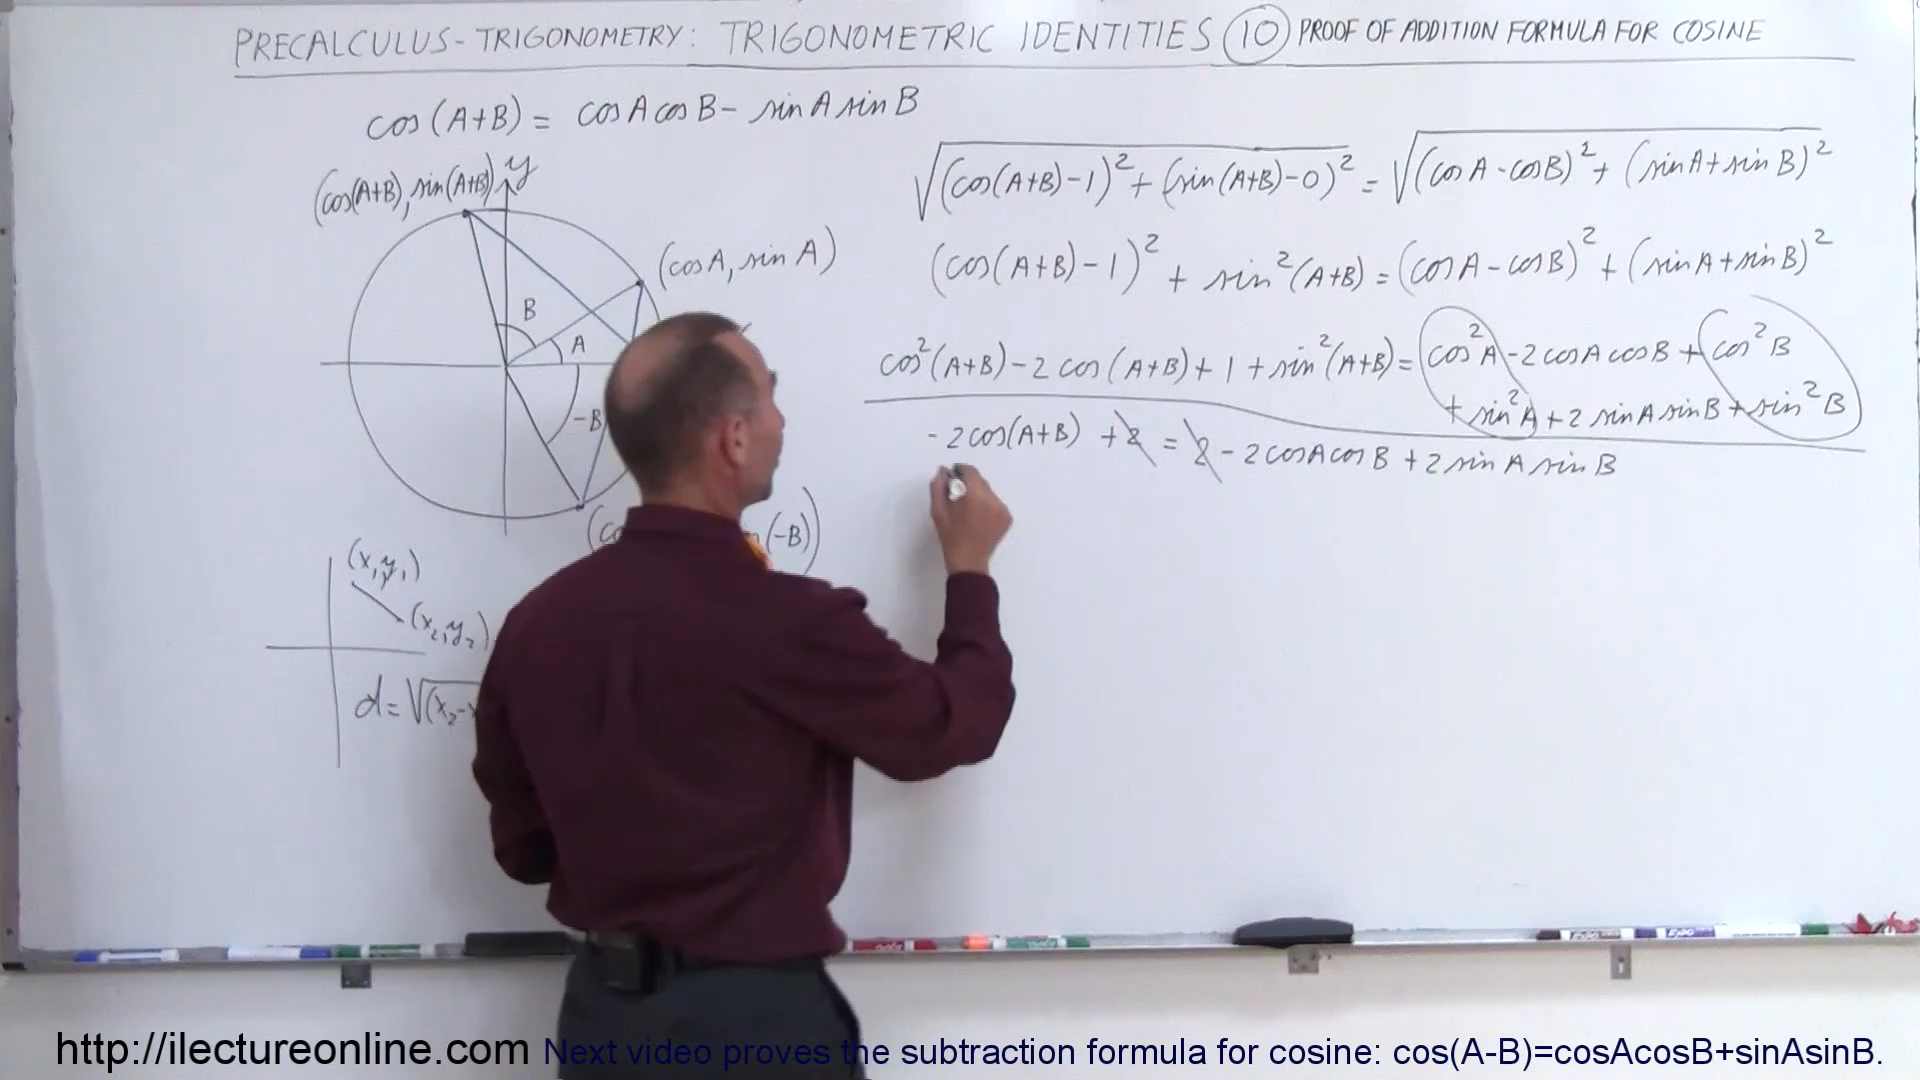 PRECALCULUS - TRIGONOMETRY: TRIGONOMETRIC IDENTITIES 10 PROOF OF ADDITION FORMULA FOR COSINE
cos (A+B) = cos A cos B - sin A sin B
(cos(A+B), sin(A+B)) y
(cos A, sin A)
B
A
-B
(-B))
(x₁, y₁)
(x₂, y₂)
d = √(x₂-
√(cos(A+B)-1)² + (sin(A+B)-0)² = √(cos A - cos B)² + (sin A + sin B)²
(cos(A+B)-1)² + sin²(A+B) = (cos A - cos B)² + (sin A + sin B)²
cos²(A+B) - 2 cos (A+B) + 1 + sin²(A+B) = cos²A - 2 cos A cos B + cos²B
+ sin²A + 2 sin A sin B + sin²B
- 2 cos(A+B) + 2 = 2 - 2 cos A cos B + 2 sin A sin B
http://ilectureonline.com Next video proves the subtraction formula for cosine: cos(A-B)=cosAcosB+sinAsinB.